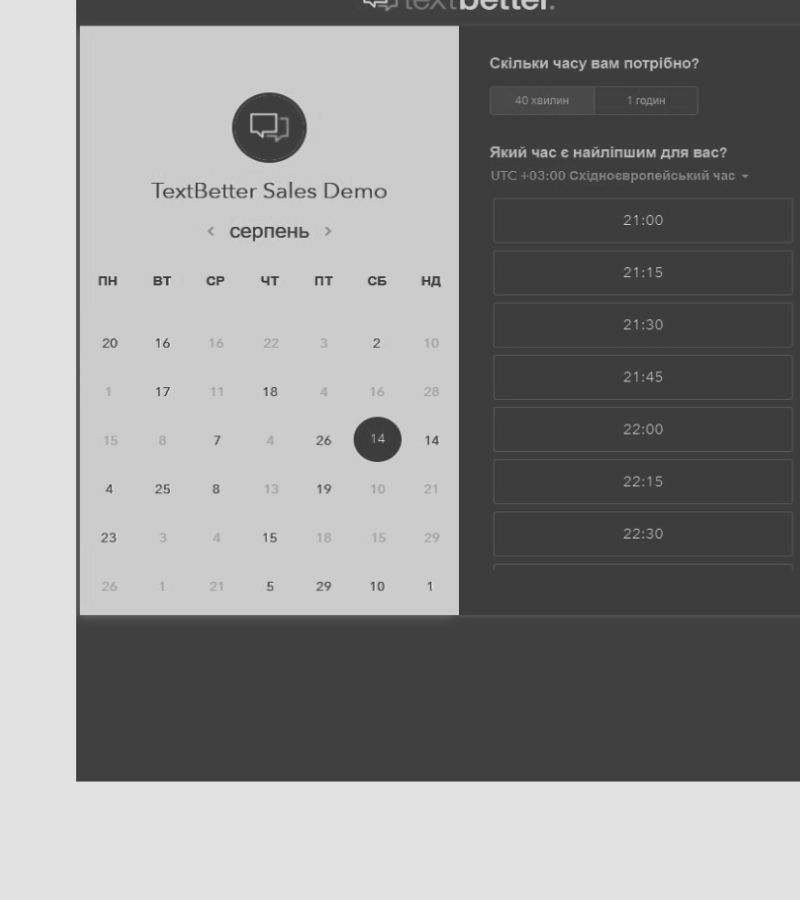 textbetter.
TextBetter Sales Demo
< серпень >
ПН ВТ СР ЧТ ПТ СБ НД
20 16 16 22 3 2 10
1 17 11 18 4 16 28
15 8 7 4 26 14 14
4 25 8 13 19 10 21
23 3 4 15 18 15 29
26 1 21 5 29 10 1
Скільки часу вам потрібно?
40 хвилин 1 годин
Який час є найліпшим для вас?
UTC +03:00 Східноєвропейський час
21:00
21:15
21:30
21:45
22:00
22:15
22:30